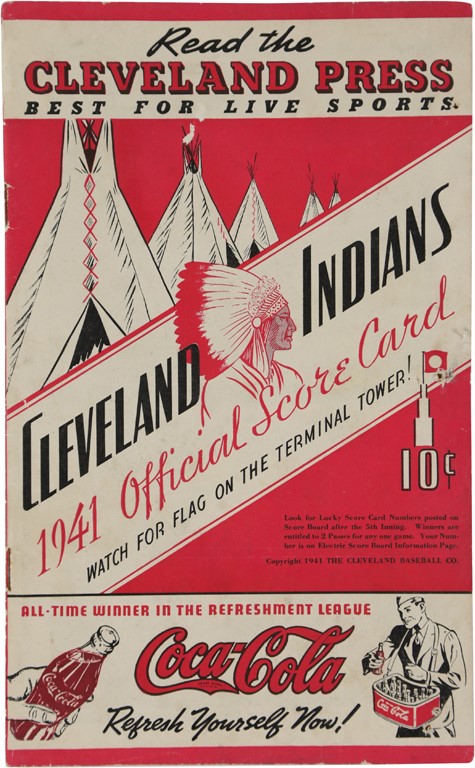 Read the
CLEVELAND PRESS
BEST FOR LIVE SPORTS.
CLEVELAND INDIANS
1941 Official Score Card
WATCH FOR FLAG ON THE TERMINAL TOWER!
10¢
Look for Lucky Score Card Numbers posted on
Score Board after the 5th Inning. Winners are
entitled to 2 Passes for any one game. Your Num-
ber is on Electric Score Board Information Page.
Copyright 1941 THE CLEVELAND BASEBALL CO.
ALL-TIME WINNER IN THE REFRESHMENT LEAGUE
Coca-Cola
Refresh Yourself Now!
Coca-Cola
Coca-Cola